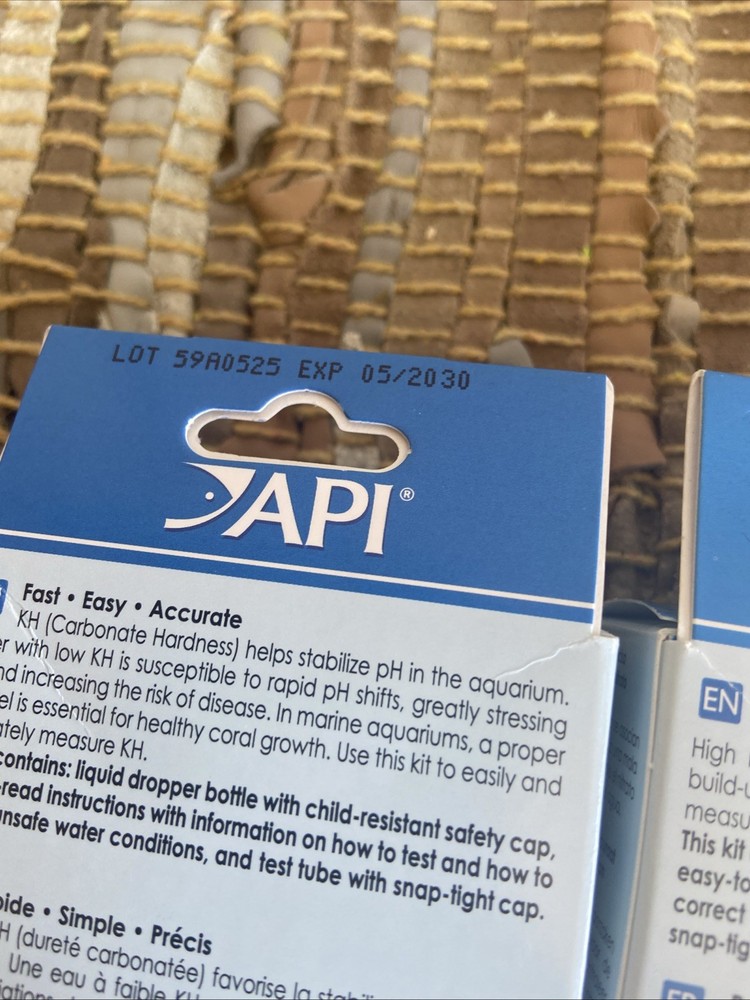 LOT 59A0525 EXP 05/2030
API®
Fast • Easy • Accurate
KH (Carbonate Hardness) helps stabilize pH in the aquarium.
with low KH is susceptible to rapid pH shifts, greatly stressing
increasing the risk of disease. In marine aquariums, a proper
is essential for healthy coral growth. Use this kit to easily and
measure KH.
contains: liquid dropper bottle with child-resistant safety cap,
-read instructions with information on how to test and how to
unsafe water conditions, and test tube with snap-tight cap.
• Simple • Précis
(dureté carbonatée) favorise la
Une eau à faible KH
EN
High
build-u
measu
This kit
easy-to
correct
snap-tig